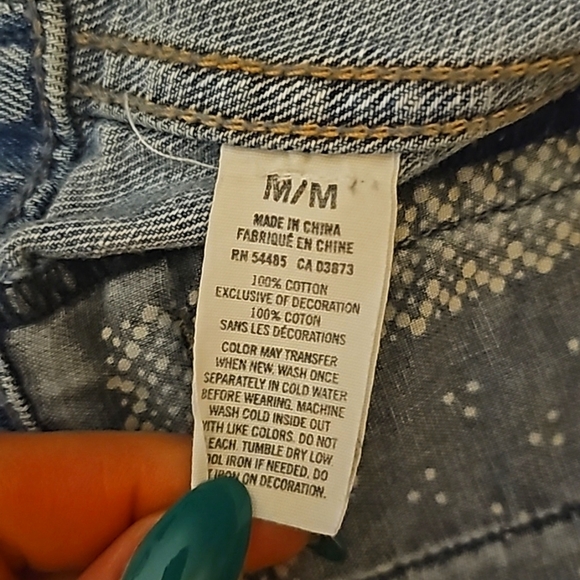 M/M
MADE IN CHINA
FABRIQUÉ EN CHINE
RN 54485 CA 03873
100% COTTON
EXCLUSIVE OF DECORATION
100% COTON
SANS LES DÉCORATIONS
COLOR MAY TRANSFER
WHEN NEW. WASH ONCE
SEPARATELY IN COLD WATER
BEFORE WEARING. MACHINE
WASH COLD INSIDE OUT
WITH LIKE COLORS. DO NOT
TUMBLE DRY LOW
IRON IF NEEDED. DO
IRON ON DECORATION.